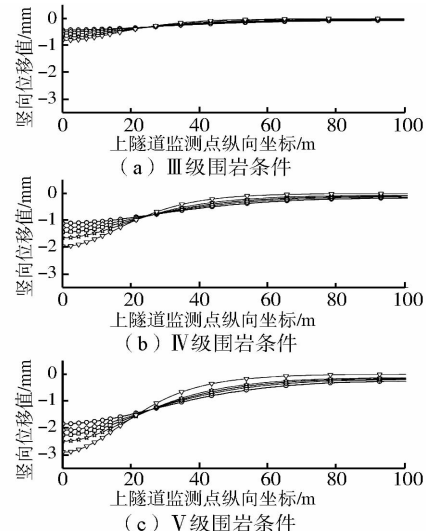 竖向位移值/mm
0
-1
-2
-3
0 20 40 60 80 100
上隧道监测点纵向坐标/m
(a) Ⅲ级围岩条件
竖向位移值/mm
0
-1
-2
-3
0 20 40 60 80 100
上隧道监测点纵向坐标/m
(b) Ⅳ级围岩条件
竖向位移值/mm
0
-1
-2
-3
0 20 40 60 80 100
上隧道监测点纵向坐标/m
(c) Ⅴ级围岩条件